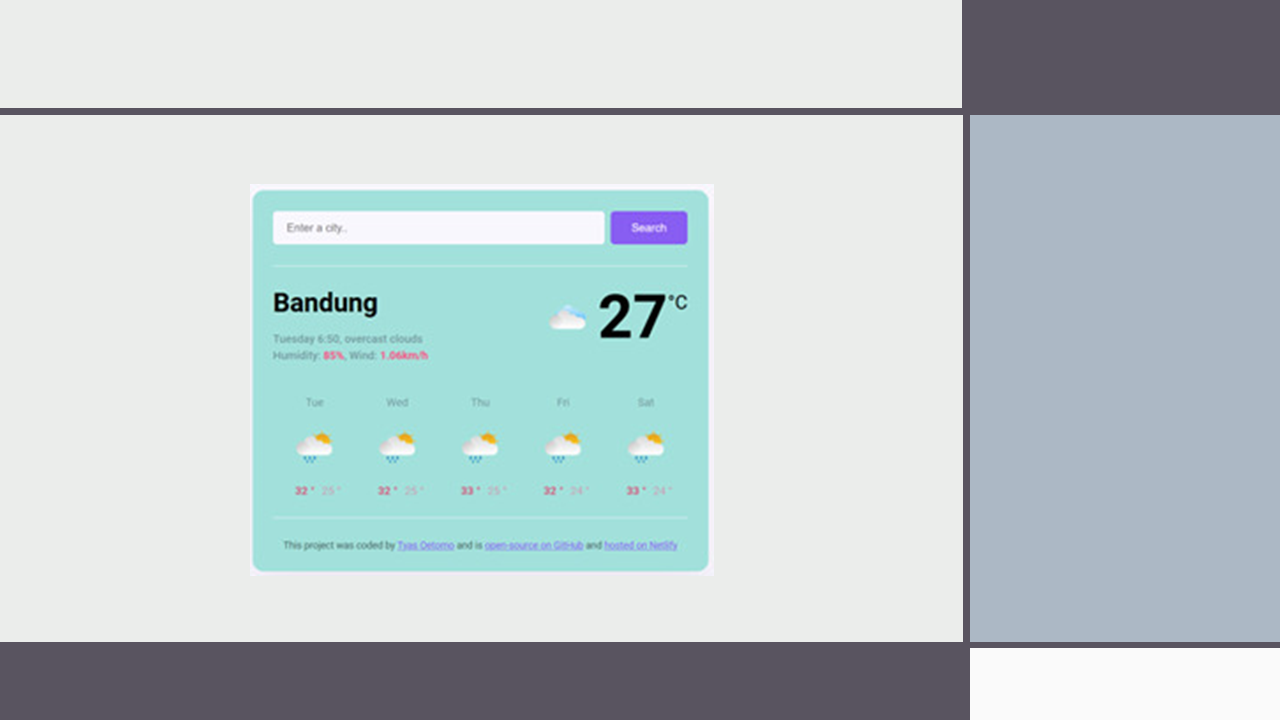 Enter a city..
Search
Bandung
27 °C
Tuesday 6:50, overcast clouds
Humidity: 85%, Wind: 1.06km/h
Tue Wed Thu Fri Sat
32 ° 25 ° 32 ° 25 ° 33 ° 25 ° 32 ° 24 ° 33 ° 24 °
This project was coded by Tyas Detomo and is open-source on GitHub and hosted on Netlify